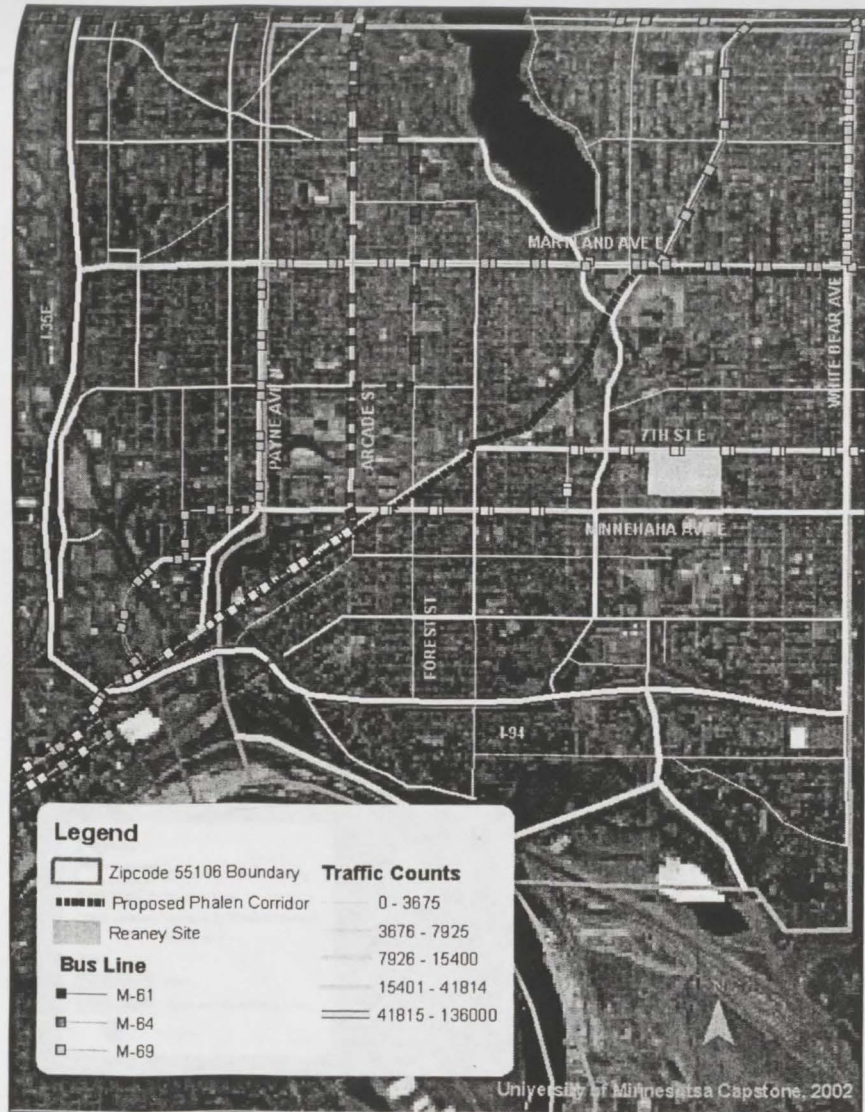 MARYLAND AVE E
I-35E
WHITE BEAR AVE N
PAYNE AVE N
ARCADE ST
7TH ST E
MINNEHAHA AVE E
FOREST ST
I-94
Legend
Zipcode 55106 Boundary
Proposed Phalen Corridor
Reaney Site
Bus Line
M-61
M-64
M-69
Traffic Counts
0 - 3675
3676 - 7925
7926 - 15400
15401 - 41814
41815 - 136000
University of Minnesotsa Capstone, 2002